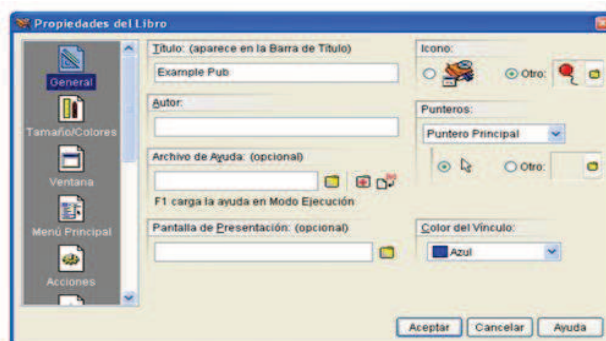 Propiedades del Libro
General
Tamaño/Colores
Ventana
Menú Principal
Acciones
Título: (aparece en la Barra de Título)
Example Pub
Autor:
Archivo de Ayuda: (opcional)
F1 carga la ayuda en Modo Ejecución
Pantalla de Presentación: (opcional)
Icono:
Otro:
Punteros:
Puntero Principal
Otro:
Color del Vínculo:
Azul
Aceptar
Cancelar
Ayuda